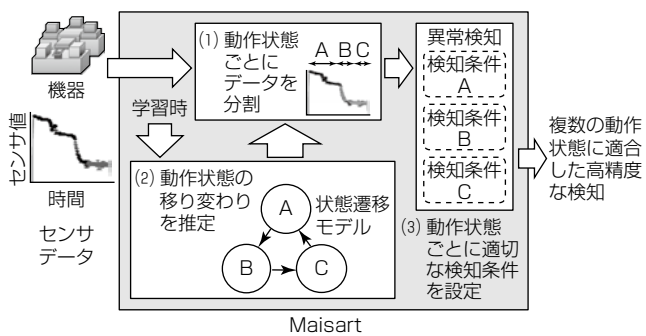 機器
センサ値
時間
センサ
データ
学習時
(1) 動作状態
ごとに
データを
分割
A B C
(2) 動作状態の
移り変わり
を推定
状態遷移
モデル
A
B
C
異常検知
検知条件
A
検知条件
B
検知条件
C
(3) 動作状態
ごとに適切
な検知条件
を設定
複数の動作
状態に適合
した高精度
な検知
Maisart